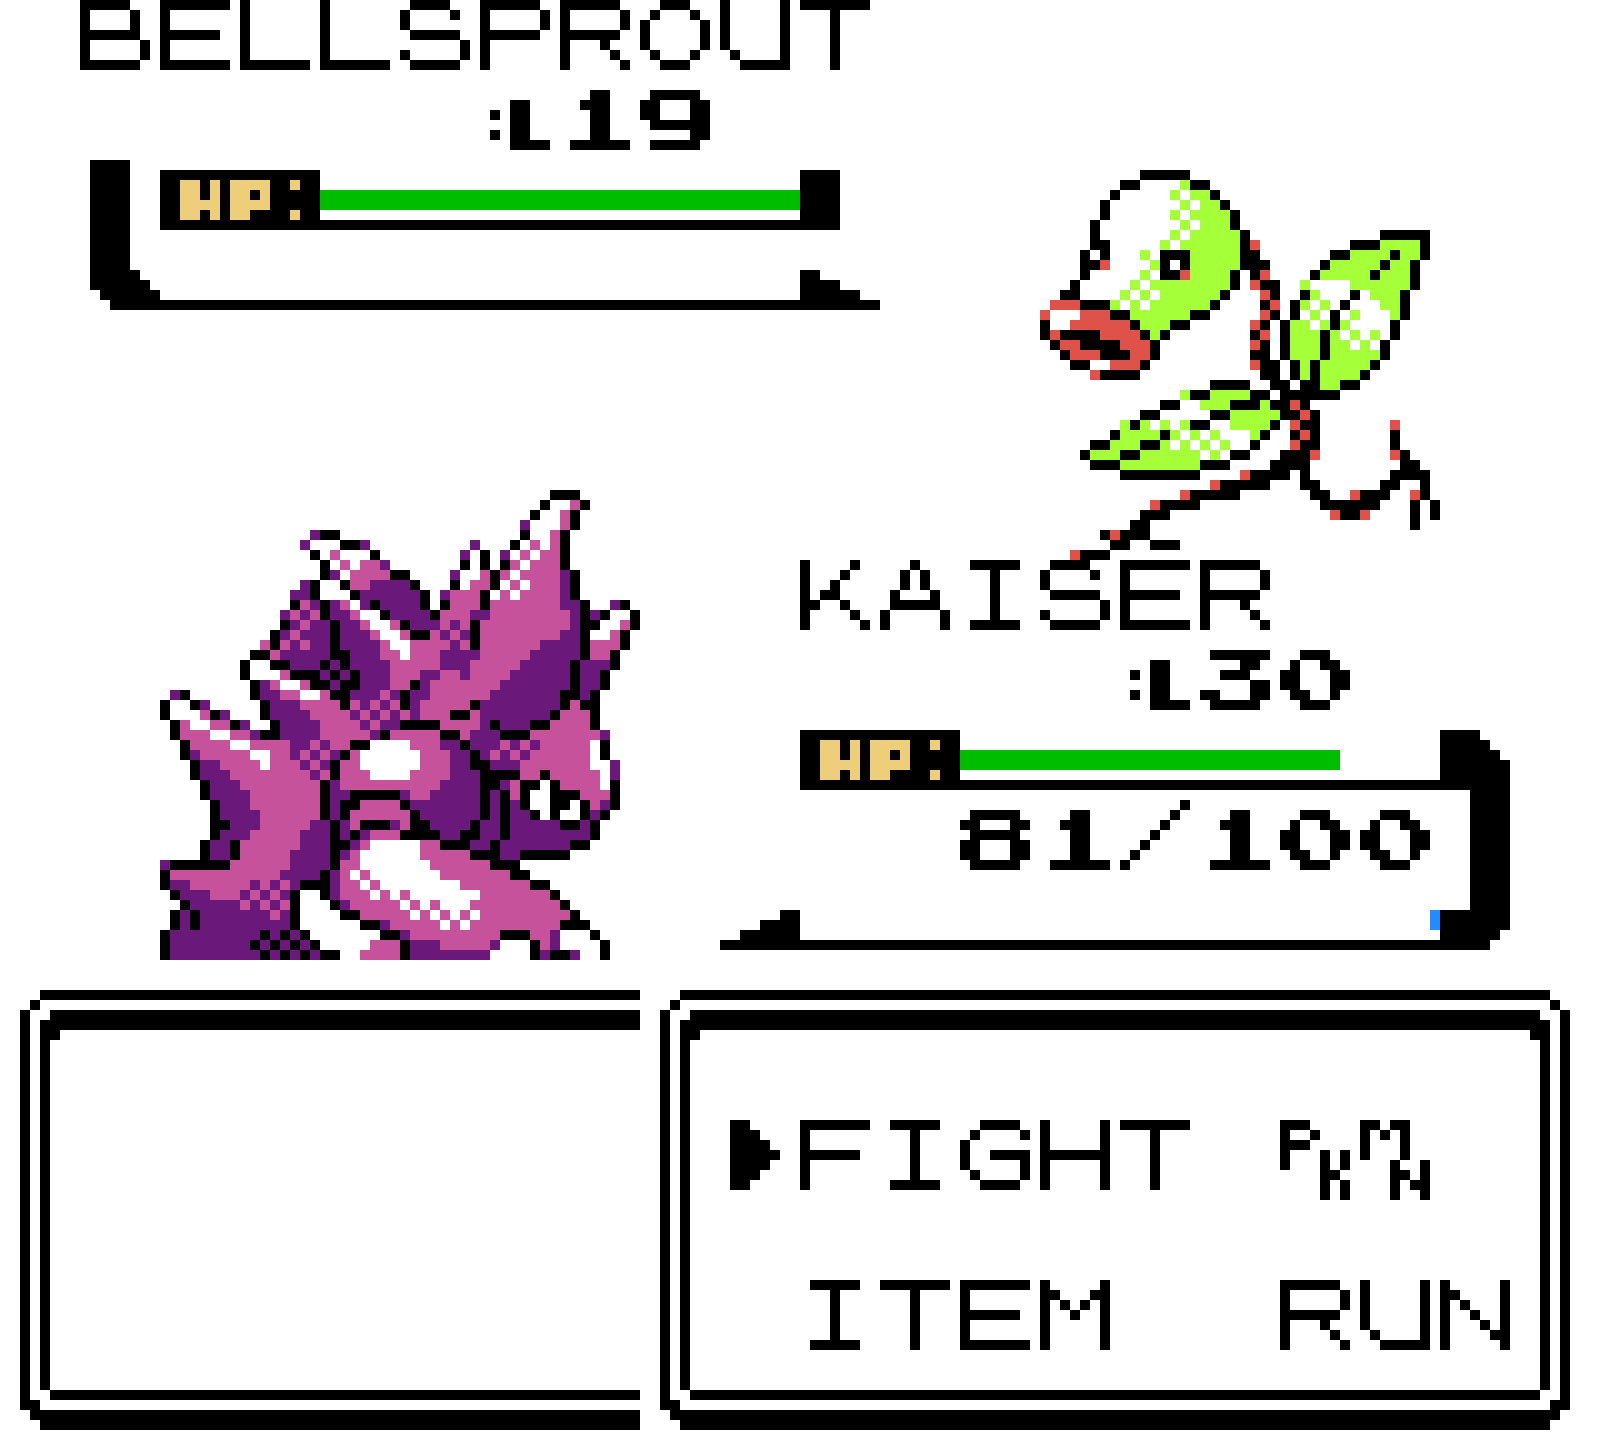 BELLSPROUT
:L19
HP:
KAISER
:L30
HP:
81/100
FIGHT PKMN
ITEM RUN